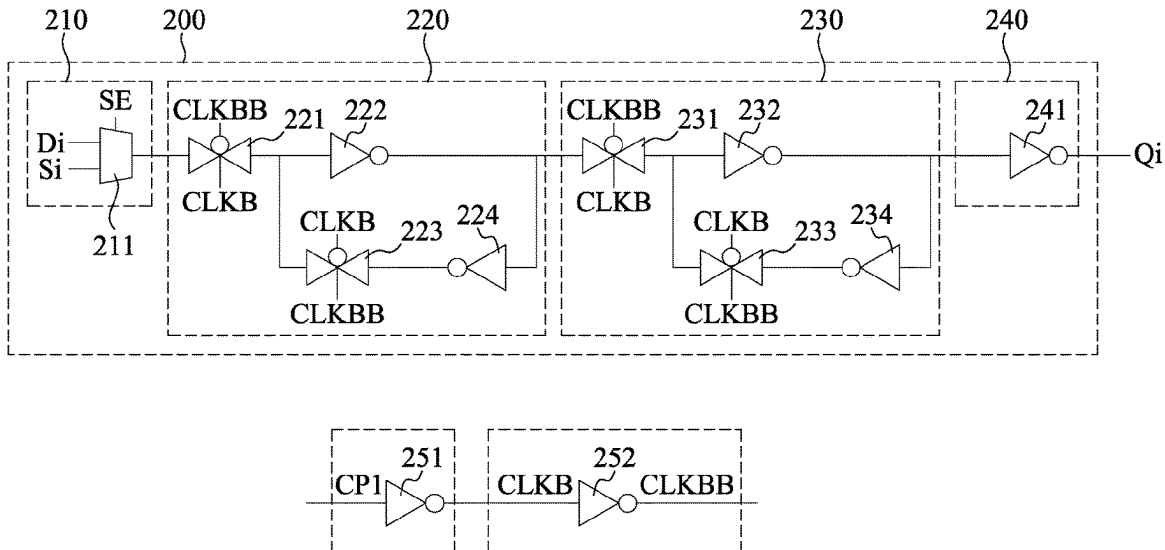 210 200 220 230 240
SE
CLKBB 221 222 CLKBB 231 232 241
Di
Si
Qi
CLKB CLKB
211
CLKB 223 224 CLKB 233 234
CLKBB CLKBB
251 252
CP1 CLKB CLKBB